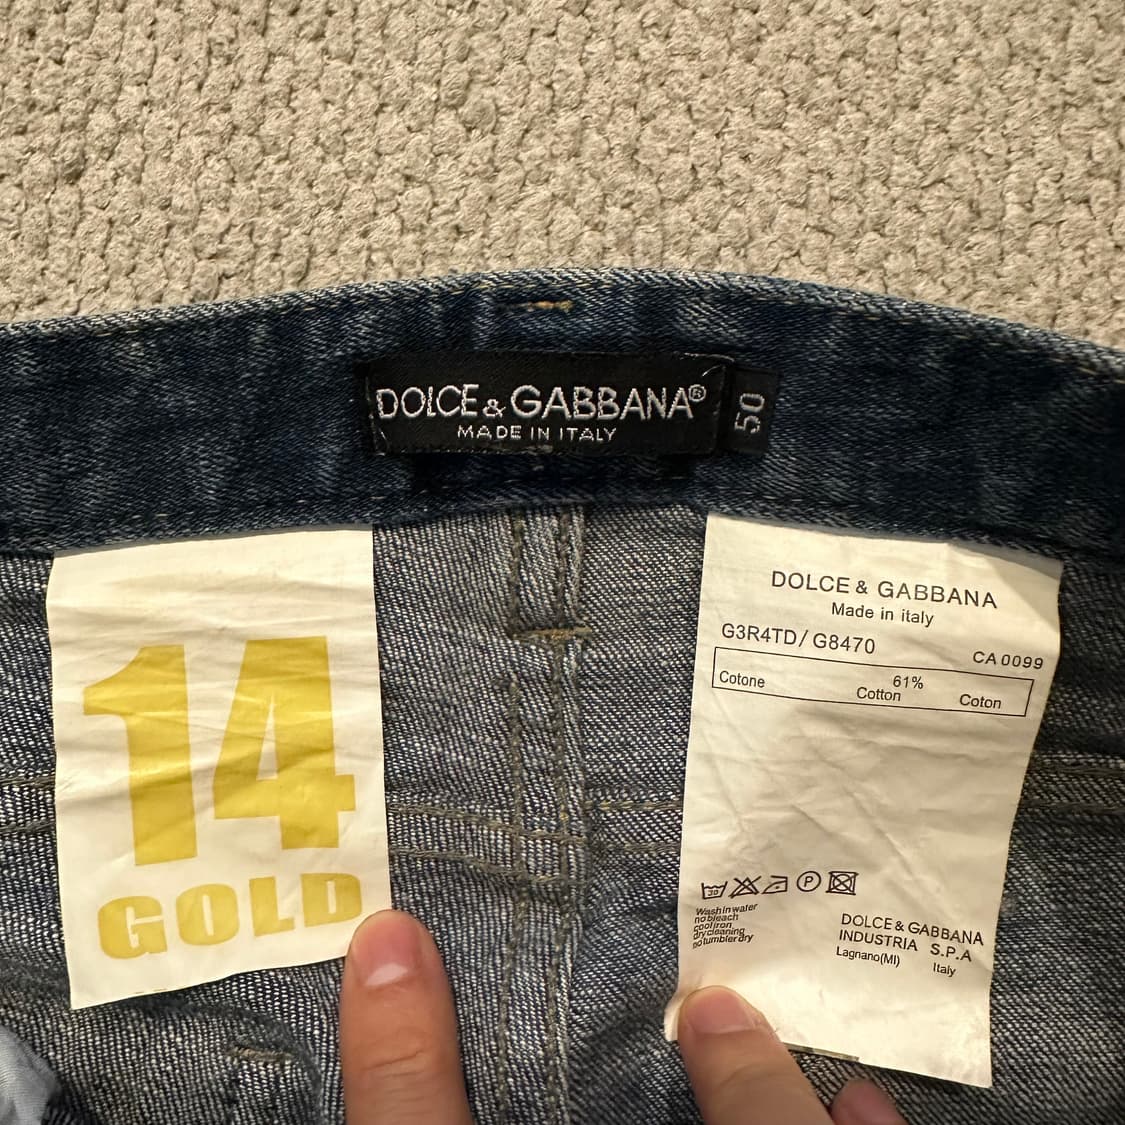 DOLCE & GABBANA®
MADE IN ITALY
50
14
GOLD
DOLCE & GABBANA
Made in italy
G3R4TD/ G8470
CA 0099
61%
Cotone Cotton Coton
30 P
Wash in water
no bleach
cool iron
dry cleaning
no tumbler dry
DOLCE & GABBANA
INDUSTRIA S.P.A
Lagnano(MI) Italy